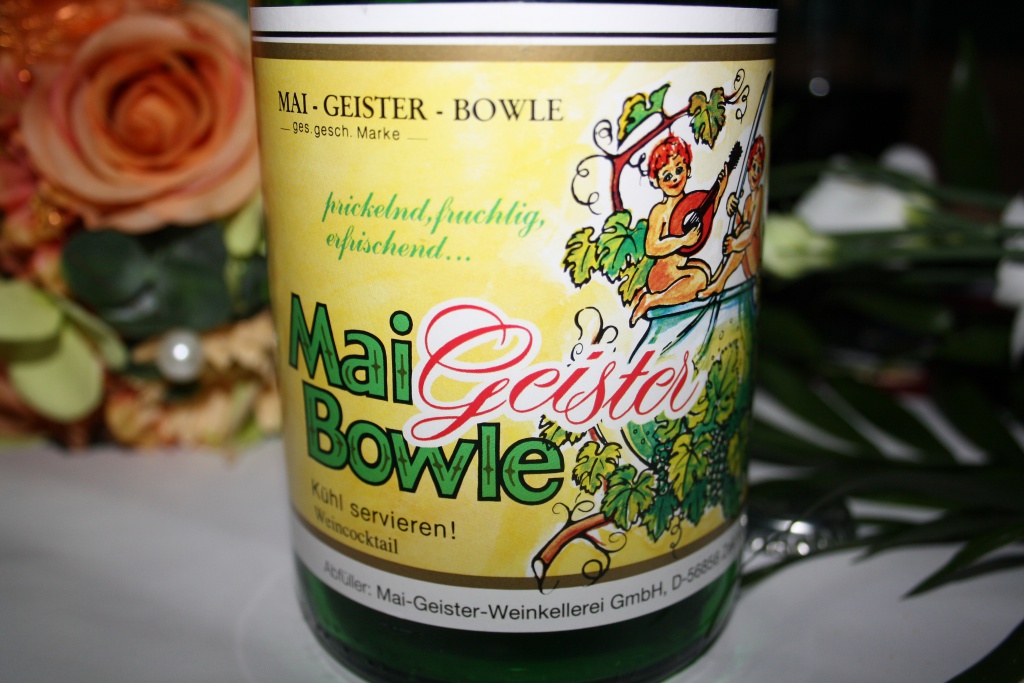 MAI - GEISTER - BOWLE
ges. gesch. Marke
prickelnd, fruchtig,
erfrischend...
Mai Geister
Bowle
Kühl servieren!
Weincocktail
Abfüller: Mai-Geister-Weinkellerei GmbH,